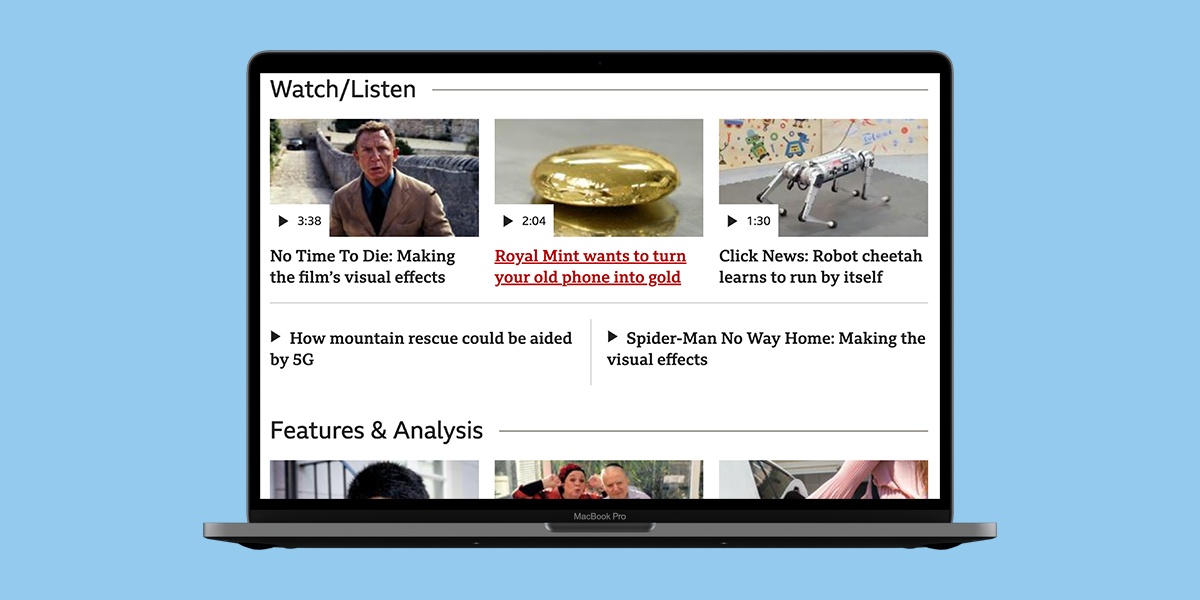 Watch/Listen
3:38
2:04
1:30
No Time To Die: Making
the film’s visual effects
Royal Mint wants to turn
your old phone into gold
Click News: Robot cheetah
learns to run by itself
How mountain rescue could be aided
by 5G
Spider-Man No Way Home: Making the
visual effects
Features & Analysis
MacBook Pro